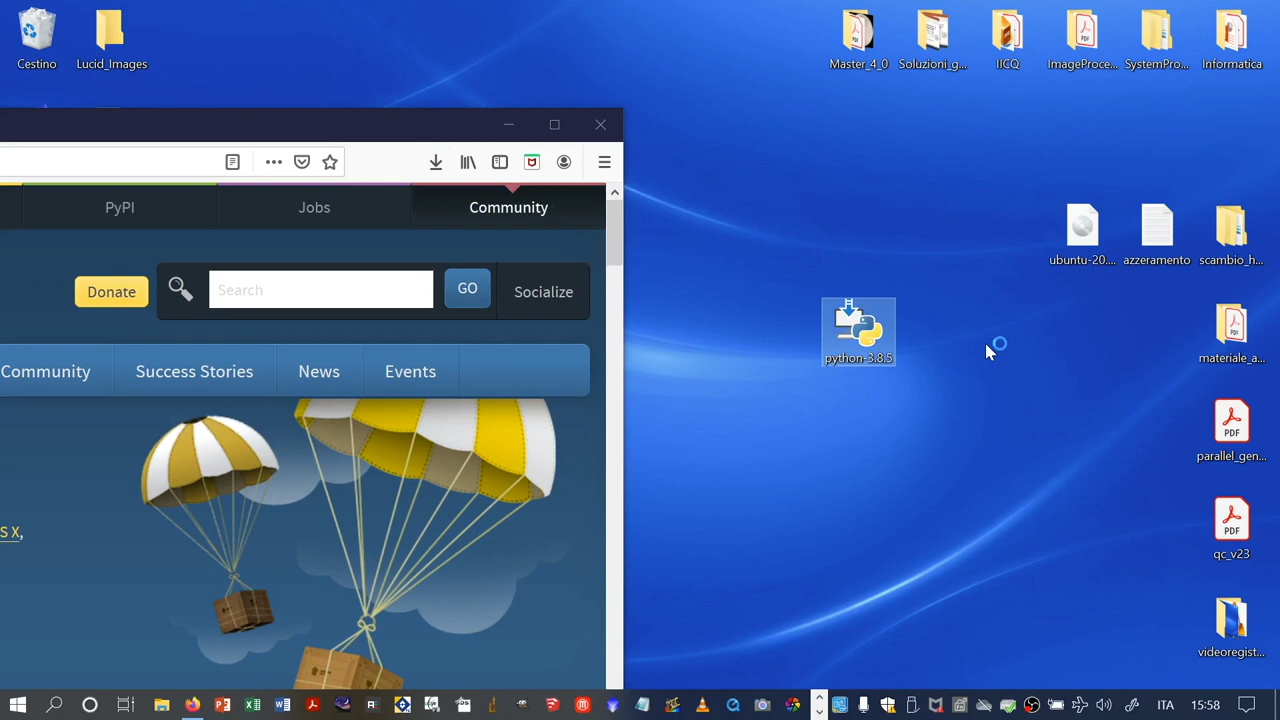 Cestino
Lucid_Images
Master_4_0
Soluzioni_g...
IICQ
ImageProce...
SystemPro...
Informatica
PyPI
Jobs
Community
Donate
Search
GO
Socialize
Community
Success Stories
News
Events
S X,
python-3.8.5
ubuntu-20....
azzeramento
scambio_h...
materiale_a...
PDF
parallel_gen...
PDF
qc_v23
videoregist...
ITA
15:58